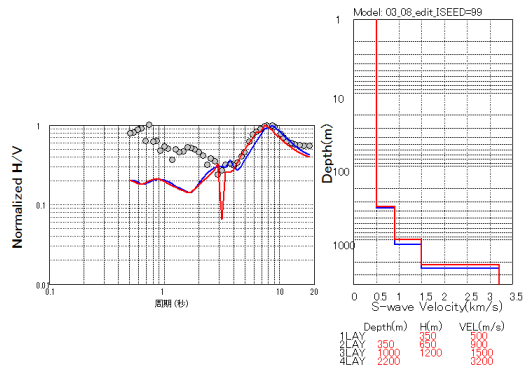 Model: 03_08_edit_ISEED=99
Normalized H/V
1
0.1
0.01
0.1
1
10
20
周期(秒)
Depth(m)
1
10
100
1000
0
0.5
1
1.5
2
2.5
3
3.5
S-wave Velocity(km/s)
Depth(m) H(m) VEL(m/s)
1LAY 350 500
2LAY 350 650 900
3LAY 1000 1200 1500
4LAY 2200 3200